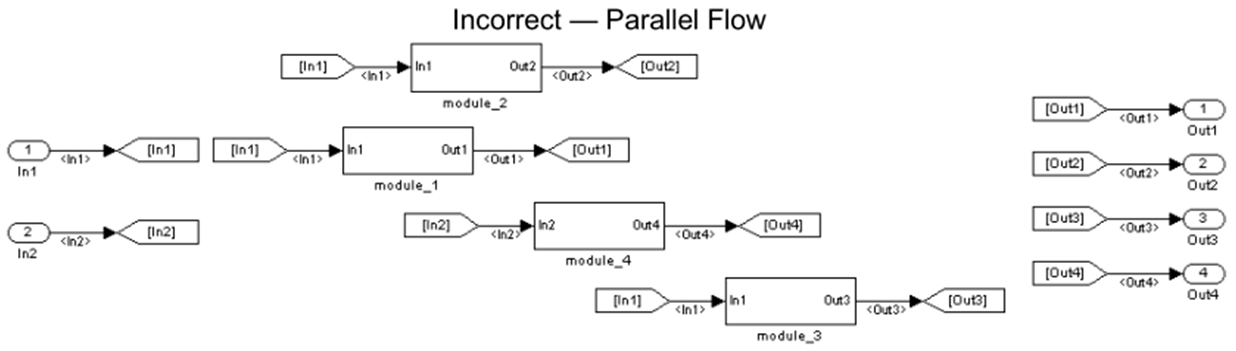 Incorrect — Parallel Flow
[In1] <In1> In1 Out2 <Out2> [Out2]
module_2
1 <In1> [In1]
In1
[In1] <In1> In1 Out1 <Out1> [Out1]
module_1
2 <In2> [In2]
In2
[In2] <In2> In2 Out4 <Out4> [Out4]
module_4
[In1] <In1> In1 Out3 <Out3> [Out3]
module_3
[Out1] <Out1> 1
Out1
[Out2] <Out2> 2
Out2
[Out3] <Out3> 3
Out3
[Out4] <Out4> 4
Out4